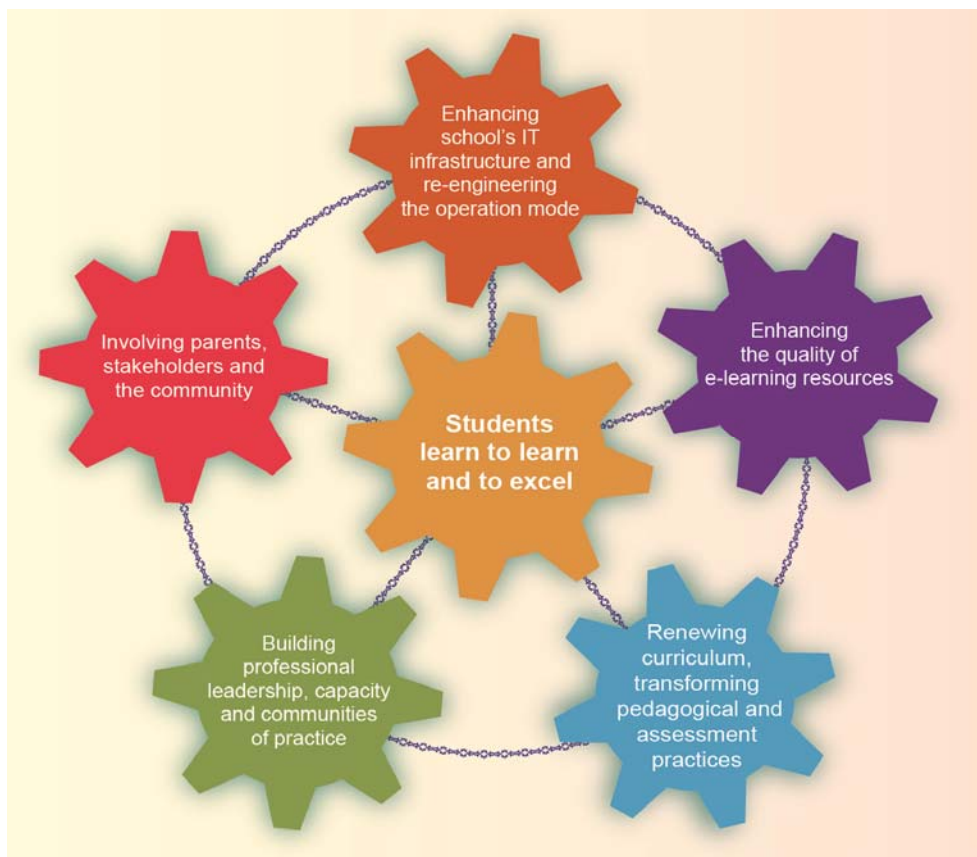 Enhancing
school's IT
infrastructure and
re-engineering
the operation mode
Involving parents,
stakeholders and
the community
Enhancing
the quality of
e-learning resources
Students
learn to learn
and to excel
Building
professional
leadership, capacity
and communities
of practice
Renewing
curriculum,
transforming
pedagogical and
assessment
practices